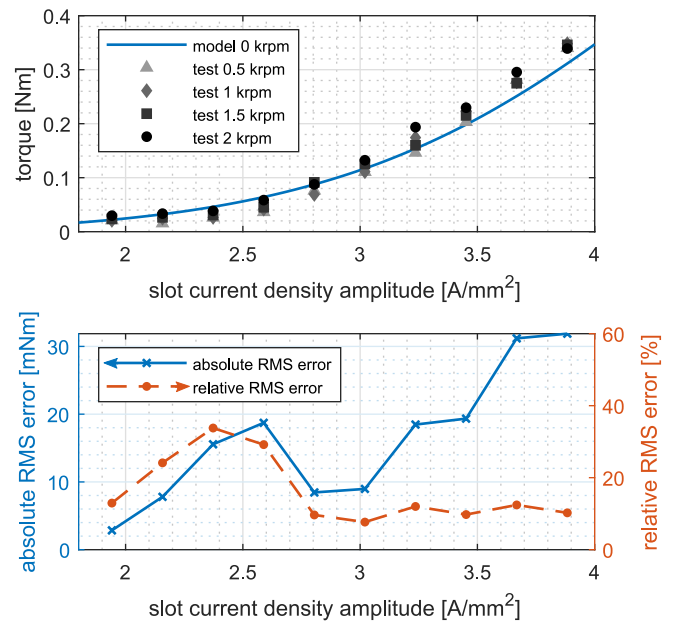 0.4
0.3
0.2
0.1
0
torque [Nm]
model 0 krpm
test 0.5 krpm
test 1 krpm
test 1.5 krpm
test 2 krpm
2
2.5
3
3.5
4
slot current density amplitude [A/mm²]
30
20
10
0
absolute RMS error [mNm]
absolute RMS error
relative RMS error
60
40
20
0
relative RMS error [%]
2
2.5
3
3.5
4
slot current density amplitude [A/mm²]